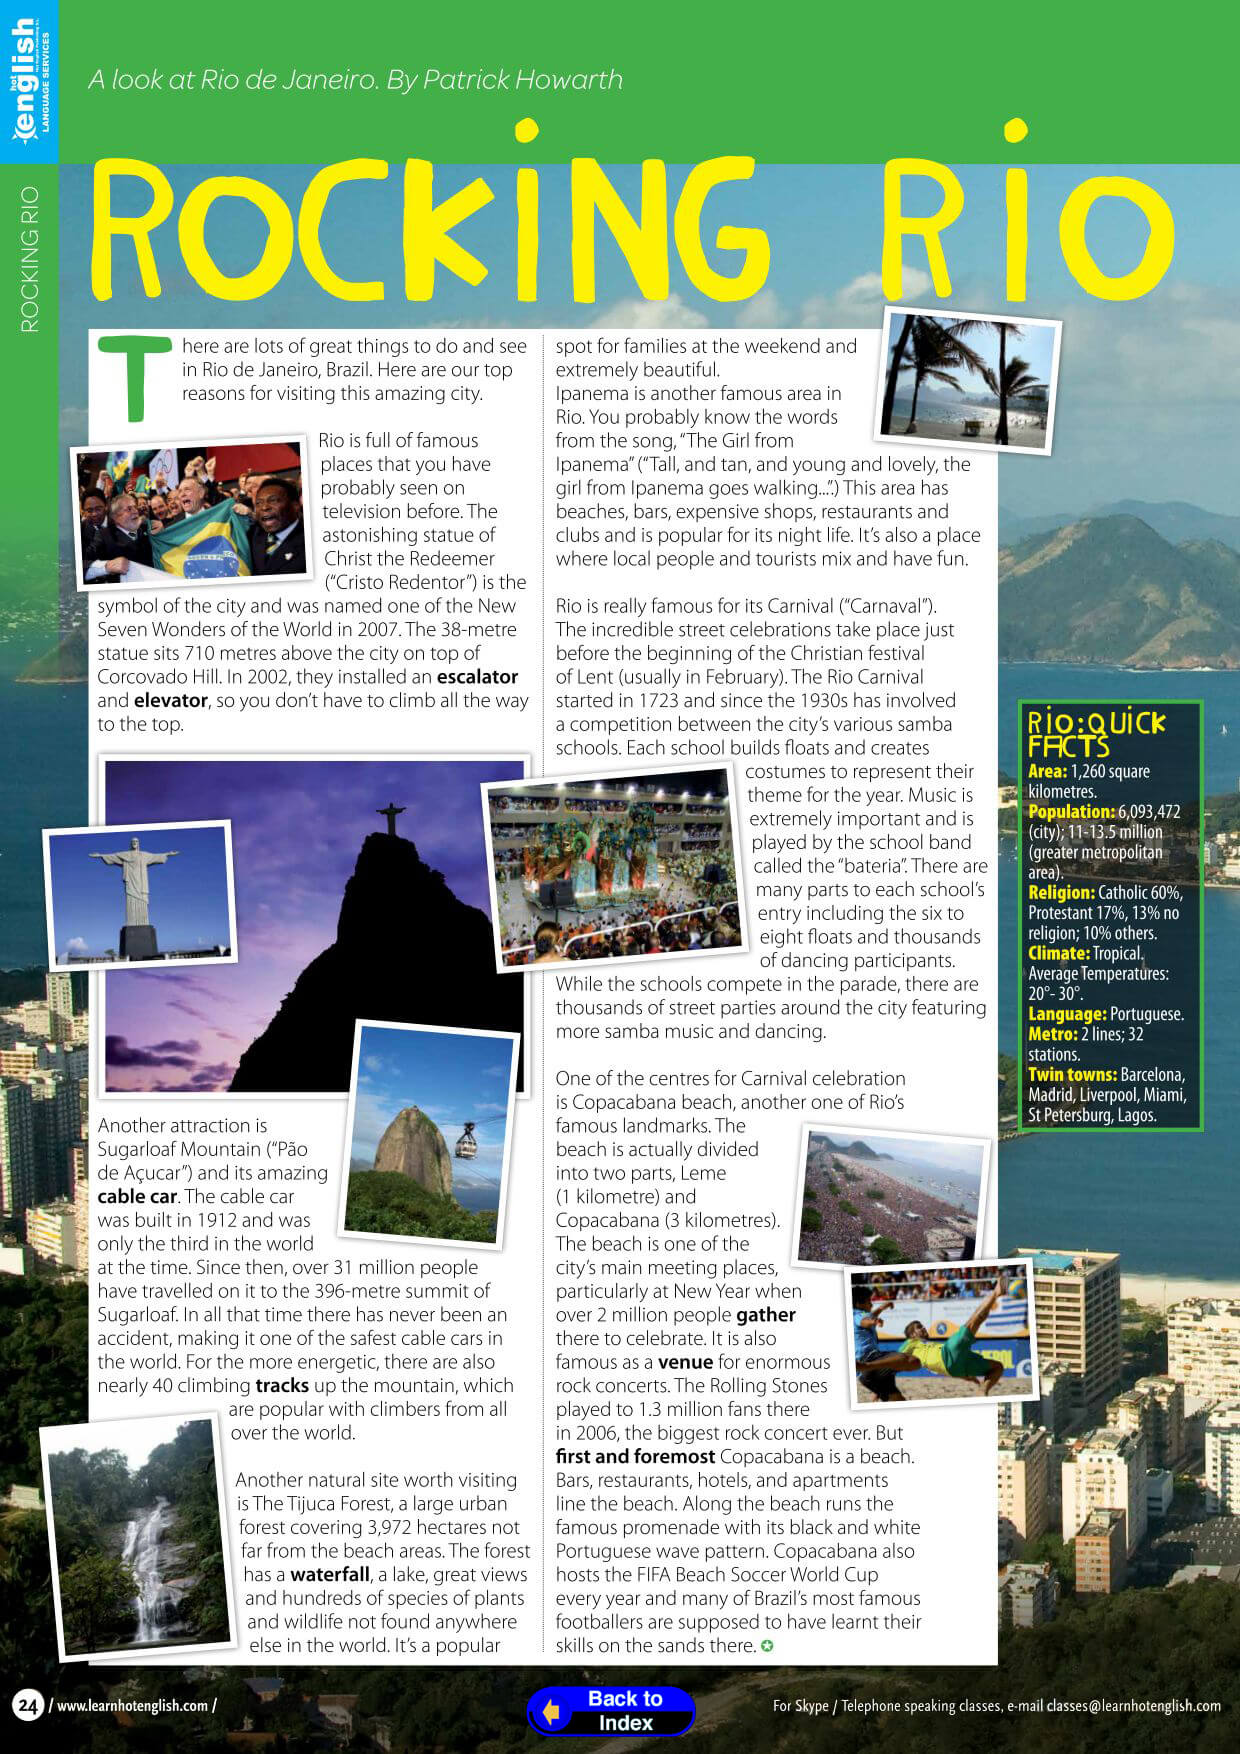 hot
english
LANGUAGE SERVICES
ROCKING RIO
A look at Rio de Janeiro. By Patrick Howarth
ROCKiNG RiO
There are lots of great things to do and see
in Rio de Janeiro, Brazil. Here are our top
reasons for visiting this amazing city.
Rio is full of famous
places that you have
probably seen on
television before. The
astonishing statue of
Christ the Redeemer
(“Cristo Redentor”) is the
symbol of the city and was named one of the New
Seven Wonders of the World in 2007. The 38-metre
statue sits 710 metres above the city on top of
Corcovado Hill. In 2002, they installed an escalator
and elevator, so you don’t have to climb all the way
to the top.
Another attraction is
Sugarloaf Mountain (“Pão
de Açucar”) and its amazing
cable car. The cable car
was built in 1912 and was
only the third in the world
at the time. Since then, over 31 million people
have travelled on it to the 396-metre summit of
Sugarloaf. In all that time there has never been an
accident, making it one of the safest cable cars in
the world. For the more energetic, there are also
nearly 40 climbing tracks up the mountain, which
are popular with climbers from all
over the world.
Another natural site worth visiting
is The Tijuca Forest, a large urban
forest covering 3,972 hectares not
far from the beach areas. The forest
has a waterfall, a lake, great views
and hundreds of species of plants
and wildlife not found anywhere
else in the world. It’s a popular
spot for families at the weekend and
extremely beautiful.
Ipanema is another famous area in
Rio. You probably know the words
from the song, “The Girl from
Ipanema” (“Tall, and tan, and young and lovely, the
girl from Ipanema goes walking...”.) This area has
beaches, bars, expensive shops, restaurants and
clubs and is popular for its night life. It’s also a place
where local people and tourists mix and have fun.
Rio is really famous for its Carnival (“Carnaval”).
The incredible street celebrations take place just
before the beginning of the Christian festival
of Lent (usually in February). The Rio Carnival
started in 1723 and since the 1930s has involved
a competition between the city’s various samba
schools. Each school builds floats and creates
costumes to represent their
theme for the year. Music is
extremely important and is
played by the school band
called the “bateria”. There are
many parts to each school’s
entry including the six to
eight floats and thousands
of dancing participants.
While the schools compete in the parade, there are
thousands of street parties around the city featuring
more samba music and dancing.
One of the centres for Carnival celebration
is Copacabana beach, another one of Rio’s
famous landmarks. The
beach is actually divided
into two parts, Leme
(1 kilometre) and
Copacabana (3 kilometres).
The beach is one of the
city’s main meeting places,
particularly at New Year when
over 2 million people gather
there to celebrate. It is also
famous as a venue for enormous
rock concerts. The Rolling Stones
played to 1.3 million fans there
in 2006, the biggest rock concert ever. But
first and foremost Copacabana is a beach.
Bars, restaurants, hotels, and apartments
line the beach. Along the beach runs the
famous promenade with its black and white
Portuguese wave pattern. Copacabana also
hosts the FIFA Beach Soccer World Cup
every year and many of Brazil’s most famous
footballers are supposed to have learnt their
skills on the sands there.
RiO:QUiCK
FACTS
Area: 1,260 square
kilometres.
Population: 6,093,472
(city); 11-13.5 million
(greater metropolitan
area).
Religion: Catholic 60%,
Protestant 17%, 13% no
religion; 10% others.
Climate: Tropical.
Average Temperatures:
20°- 30°.
Language: Portuguese.
Metro: 2 lines; 32
stations.
Twin towns: Barcelona,
Madrid, Liverpool, Miami,
St Petersburg, Lagos.
24 / www.learnhotenglish.com /
Back to
Index
For Skype / Telephone speaking classes, e-mail classes@learnhotenglish.com